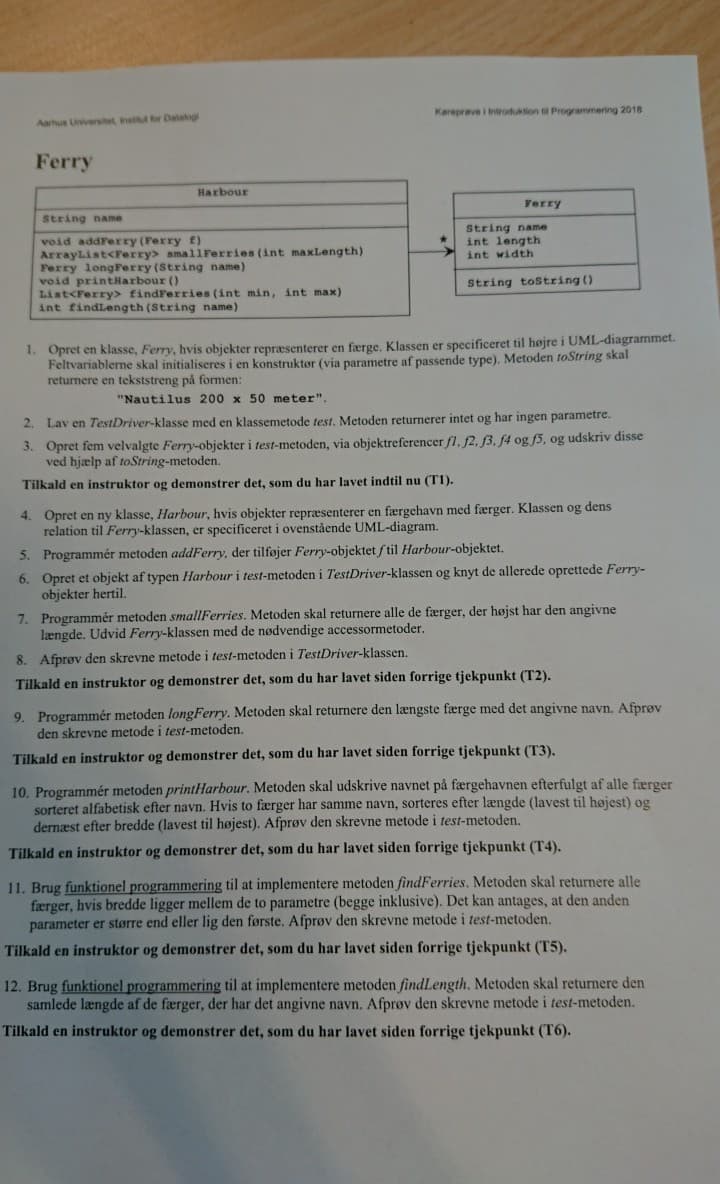 Aarhus Universitet, Institut for Datalogi
Køreprøve i Introduktion til Programmering 2018
Ferry
Harbour
String name
void addFerry(Ferry f)
ArrayList<Ferry> smallFerries(int maxLength)
Ferry longFerry(String name)
void printHarbour()
List<Ferry> findFerries(int min, int max)
int findLength(String name)
*
Ferry
String name
int length
int width
String toString()
1. Opret en klasse, Ferry, hvis objekter repræsenterer en færge. Klassen er specificeret til højre i UML-diagrammet.
Feltvariablerne skal initialiseres i en konstruktør (via parametre af passende type). Metoden toString skal
returnere en tekststreng på formen:
"Nautilus 200 x 50 meter".
2. Lav en TestDriver-klasse med en klassemetode test. Metoden returnerer intet og har ingen parametre.
3. Opret fem velvalgte Ferry-objekter i test-metoden, via objektreferencer f1, f2, f3, f4 og f5, og udskriv disse
ved hjælp af toString-metoden.
Tilkald en instruktor og demonstrer det, som du har lavet indtil nu (T1).
4. Opret en ny klasse, Harbour, hvis objekter repræsenterer en færgehavn med færger. Klassen og dens
relation til Ferry-klassen, er specificeret i ovenstående UML-diagram.
5. Programmér metoden addFerry, der tilføjer Ferry-objektet f til Harbour-objektet.
6. Opret et objekt af typen Harbour i test-metoden i TestDriver-klassen og knyt de allerede oprettede Ferry-
objekter hertil.
7. Programmér metoden smallFerries. Metoden skal returnere alle de færger, der højst har den angivne
længde. Udvid Ferry-klassen med de nødvendige accessormetoder.
8. Afprøv den skrevne metode i test-metoden i TestDriver-klassen.
Tilkald en instruktor og demonstrer det, som du har lavet siden forrige tjekpunkt (T2).
9. Programmér metoden longFerry. Metoden skal returnere den længste færge med det angivne navn. Afprøv
den skrevne metode i test-metoden.
Tilkald en instruktor og demonstrer det, som du har lavet siden forrige tjekpunkt (T3).
10. Programmér metoden printHarbour. Metoden skal udskrive navnet på færgehavnen efterfulgt af alle færger
sorteret alfabetisk efter navn. Hvis to færger har samme navn, sorteres efter længde (lavest til højest) og
dernæst efter bredde (lavest til højest). Afprøv den skrevne metode i test-metoden.
Tilkald en instruktor og demonstrer det, som du har lavet siden forrige tjekpunkt (T4).
11. Brug funktionel programmering til at implementere metoden findFerries. Metoden skal returnere alle
færger, hvis bredde ligger mellem de to parametre (begge inklusive). Det kan antages, at den anden
parameter er større end eller lig den første. Afprøv den skrevne metode i test-metoden.
Tilkald en instruktor og demonstrer det, som du har lavet siden forrige tjekpunkt (T5).
12. Brug funktionel programmering til at implementere metoden findLength. Metoden skal returnere den
samlede længde af de færger, der har det angivne navn. Afprøv den skrevne metode i test-metoden.
Tilkald en instruktor og demonstrer det, som du har lavet siden forrige tjekpunkt (T6).